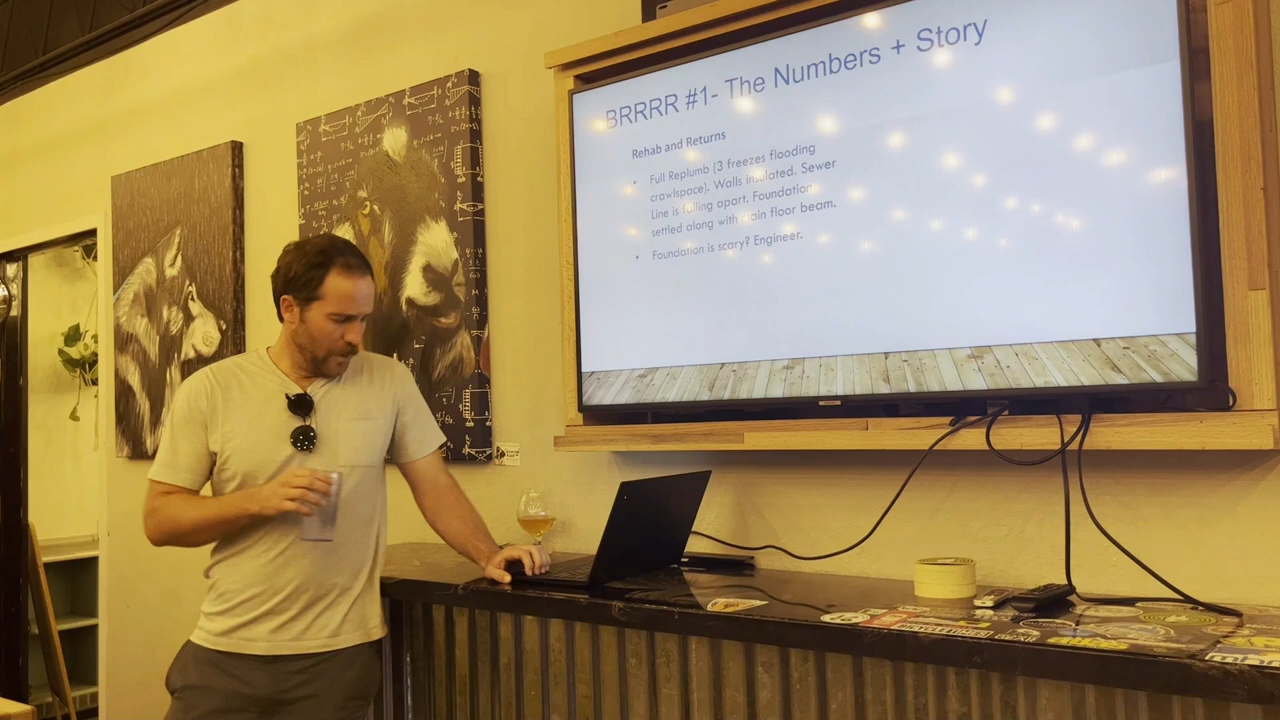 BRRRR #1- The Numbers + Story
Rehab and Returns
• Full Replumb (3 freezes flooding
crawlspace). Walls insulated. Sewer
Line is falling apart. Foundation
settled along with main floor beam.
• Foundation is scary? Engineer.